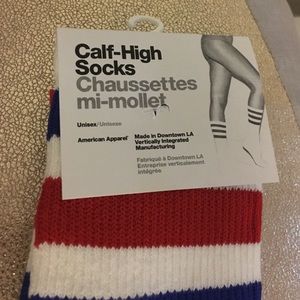 Calf-High
Socks
Chaussettes
mi-mollet
Unisex/Unisexe
American Apparel®
Made in Downtown LA
Vertically Integrated
Manufacturing
Fabriqué à Downtown LA
Entreprise verticalement
intégrée